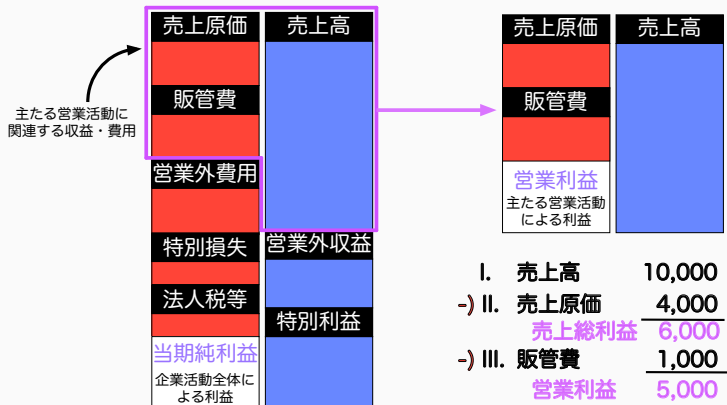 売上原価
売上高
主たる営業活動に
関連する収益・費用
販管費
営業外費用
営業外収益
特別損失
法人税等
特別利益
当期純利益
企業活動全体に
よる利益
売上原価
売上高
販管費
営業利益
主たる営業活動
による利益
I. 売上高 10,000
-) II. 売上原価 4,000
売上総利益 6,000
-) III. 販管費 1,000
営業利益 5,000